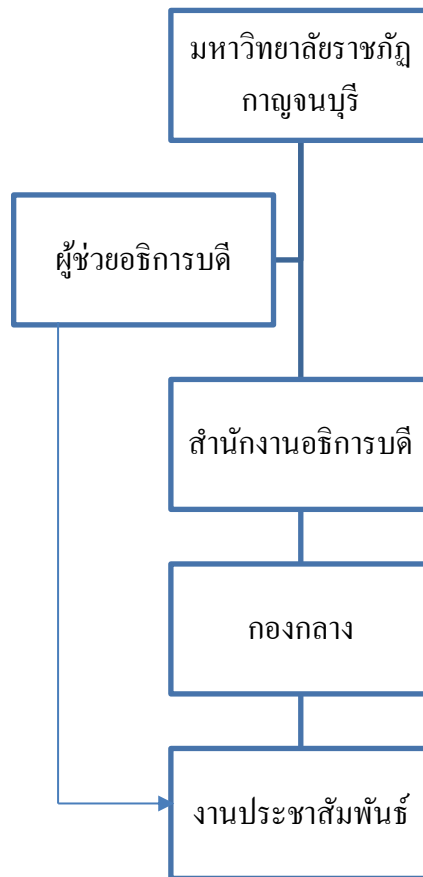 มหาวิทยาลัยราชภัฏ
กาญจนบุรี
ผู้ช่วยอธิการบดี
สำนักงานอธิการบดี
กองกลาง
งานประชาสัมพันธ์